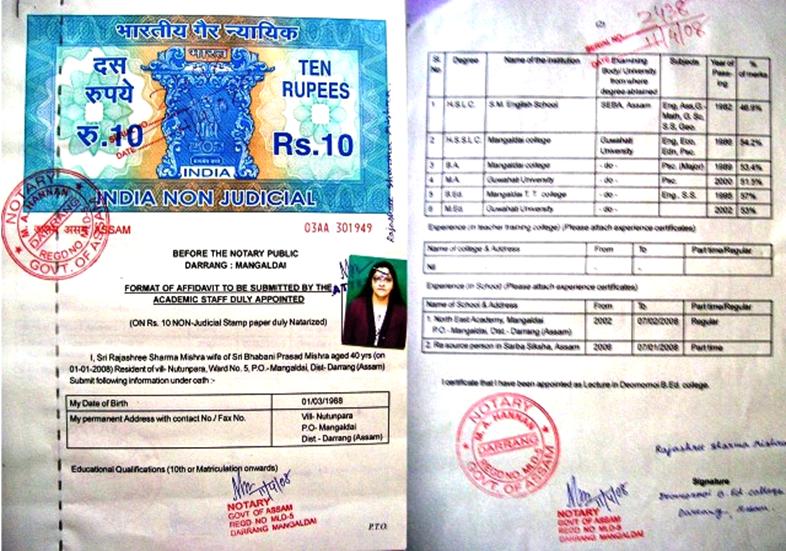 भारतीय गैर न्यायिक
भारत
दस
रुपये
रु.10
TEN
RUPEES
Rs.10
INDIA
INDIA NON JUDICIAL
ASSAM
03AA 301949
NOTARY
M.A. HANNAN
DARRANG
GOVT. OF ASSAM
BEFORE THE NOTARY PUBLIC
DARRANG : MANGALDAI
FORMAT OF AFFIDAVIT TO BE SUBMITTED BY THE
ACADEMIC STAFF DULY APPOINTED
(ON Rs. 10 NON-Judicial Stamp paper duly Notarized)
I, Sri Rajashree Sharma Mishra wife of Sri Bhabani Prasad Mishra aged 40 yrs (on
01-01-2008) Resident of vill- Nutunpara, Ward No. 5, P.O.- Mangaldai, Dist- Darrang (Assam)
Submit following information under oath :-
My Date of Birth 01/03/1968
My permanent Address with contact No / Fax No. Vill- Nutunpara
P.O- Mangaldai
Dist - Darrang (Assam)
Educational Qualifications (10th or Matriculation onwards)
11/4/08
NOTARY
GOVT OF ASSAM
REGD NO MLD-5
DARRANG MANGALDAI
P.T.O.
(2)
SERIAL NO. 2438
DATE 11/4/08
Sl. No Degree Name of the Institution Examining Body/ University from where degree obtained Subjects Year of Passing % of marks
1 H.S.L.C. S.M. English School SEBA, Assam Eng, Ass, G. Math, G. Sc, S.S, Geo. 1982 46.9%
2 H.S.S.L.C. Mangaldai college Guwahati University Eng, Eco, Edn, Psc. 54.2%
3 B.A. Mangaldai college - do - Psc. (Major) 1989 53.4%
4 M.A Guwahati University - do - Psc. 2000 51.5%
5 B.Ed. Mangaldai T.T. college - do - Eng., S.S. 1995 57%
6 M.Ed Guwahati University - do - 2002 53%
Experience (in teacher training college) (Please attach experience certificates)
Name of college & Address From To Part time/Regular
Nil - -
Experience (in School) (Please attach experience certificates)
Name of School & Address From To Part time/Regular
1. North East Academy, Mangaldai 2002 07/02/2008 Regular
P.O.- Mangaldai, Dist - Darrang (Assam)
2. Re source person in Sarba Siksha, Assam 2006 07/01/2008 Part time
I certificate that I have been appointed as Lecture in Deomornoi B.Ed. college.
NOTARY
M.A. HANNAN
DARRANG
REGD NO. MLD-5
GOVT. OF ASSAM
Rajashree Sharma Mishra
Signature
Deomornoi B. Ed. college
Darrang, Assam.
11/4/08
NOTARY
GOVT OF ASSAM
REGD NO MLD-5
DARRANG MANGALDAI